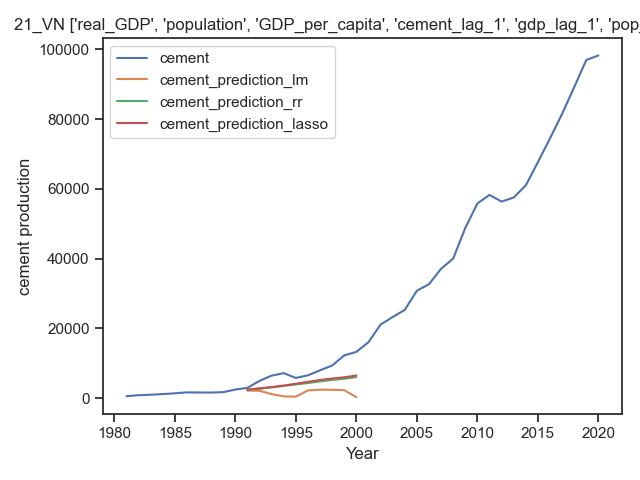 21_VN ['real_GDP', 'population', 'GDP_per_capita', 'cement_lag_1', 'gdp_lag_1', 'pop_
100000
80000
60000
40000
20000
0
cement production
cement
cement_prediction_lm
cement_prediction_rr
cement_prediction_lasso
1980 1985 1990 1995 2000 2005 2010 2015 2020
Year